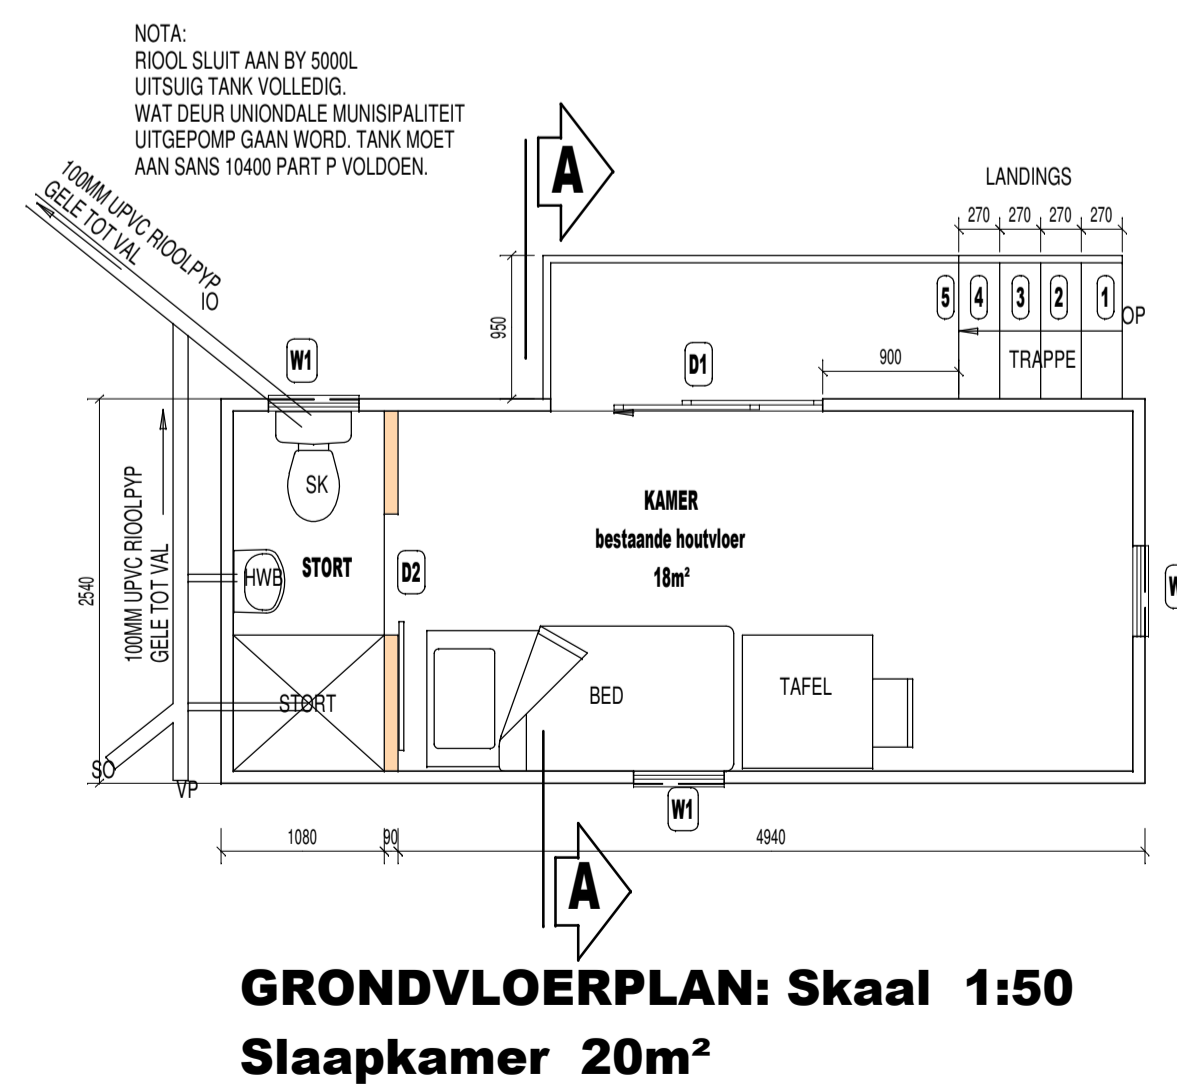 NOTA:
RIOOL SLUIT AAN BY 5000L
UITSUIG TANK VOLLEDIG.
WAT DEUR UNIONDALE MUNISIPALITEIT
UITGEPOMP GAAN WORD. TANK MOET
AAN SANS 10400 PART P VOLDOEN.
100MM UPVC RIOOLPYP
GELE TOT VAL
IO
A
LANDINGS
270 270 270 270
5 4 3 2 1
OP
TRAPPE
950
900
W1
D1
2540
100MM UPVC RIOOLPYP
GELE TOT VAL
SK
HWB
STORT
D2
KAMER
bestaande houtvloer
18m²
W
STORT
BED
TAFEL
SO
VP
W1
1080 90 4940
A
GRONDVLOERPLAN: Skaal 1:50
Slaapkamer 20m²